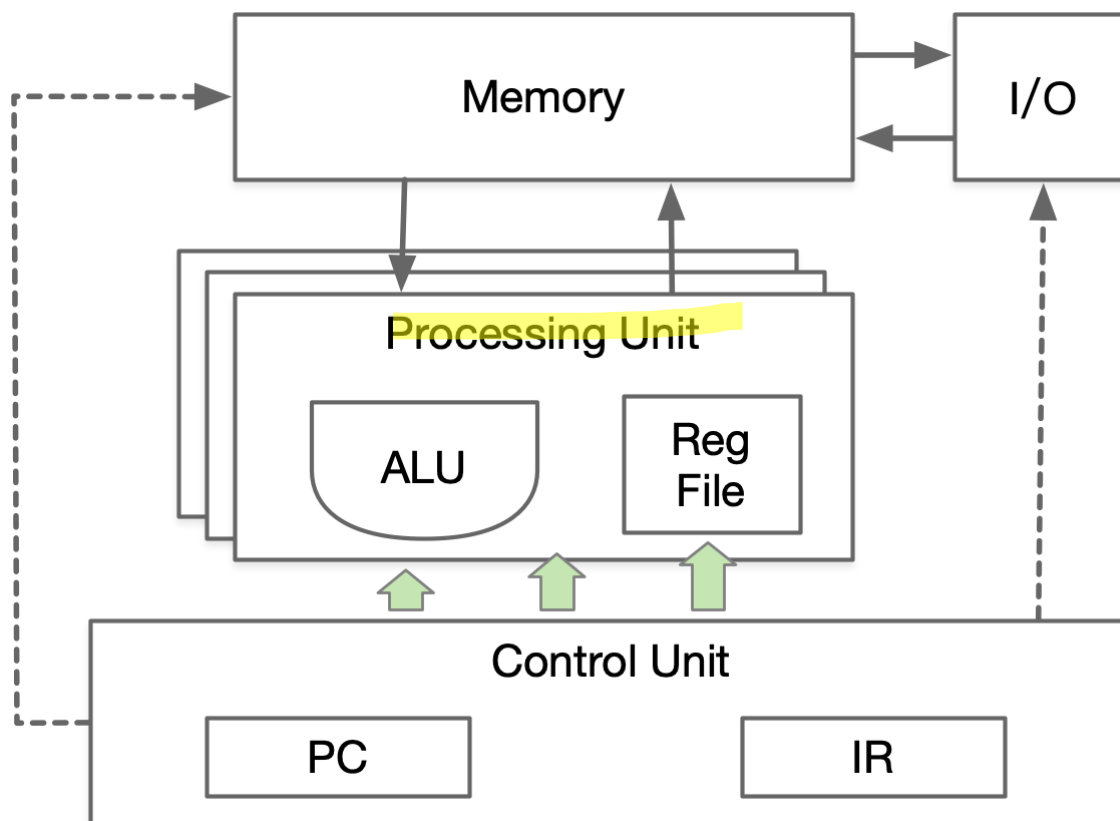 Memory
I/O
Processing Unit
ALU
Reg
File
Control Unit
PC
IR